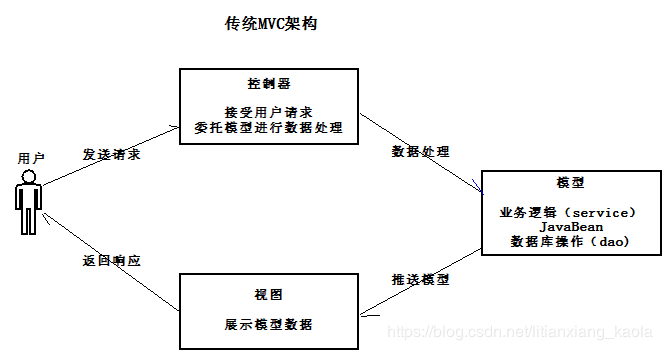 传统MVC架构
控制器
接受用户请求
委托模型进行数据处理
用户
发送请求
数据处理
模型
业务逻辑（service）
JavaBean
数据库操作（dao)
返回响应
视图
展示模型数据
推送模型
https://blog.csdn.net/litianxiang_kaola